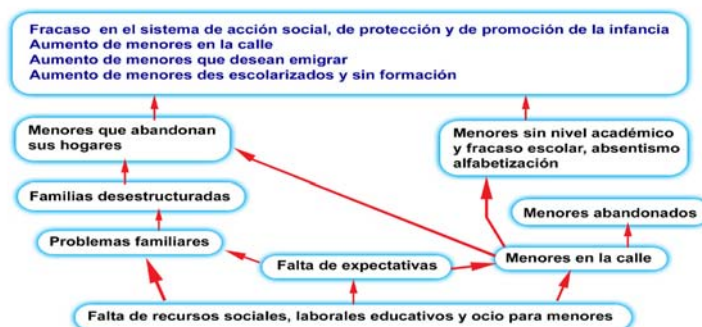 Fracaso en el sistema de acción social, de protección y de promoción de la infancia
Aumento de menores en la calle
Aumento de menores que desean emigrar
Aumento de menores des escolarizados y sin formación
Menores que abandonan
sus hogares
Menores sin nivel académico
y fracaso escolar, absentismo
alfabetización
Familias desestructuradas
Menores abandonados
Problemas familiares
Falta de expectativas
Menores en la calle
Falta de recursos sociales, laborales educativos y ocio para menores